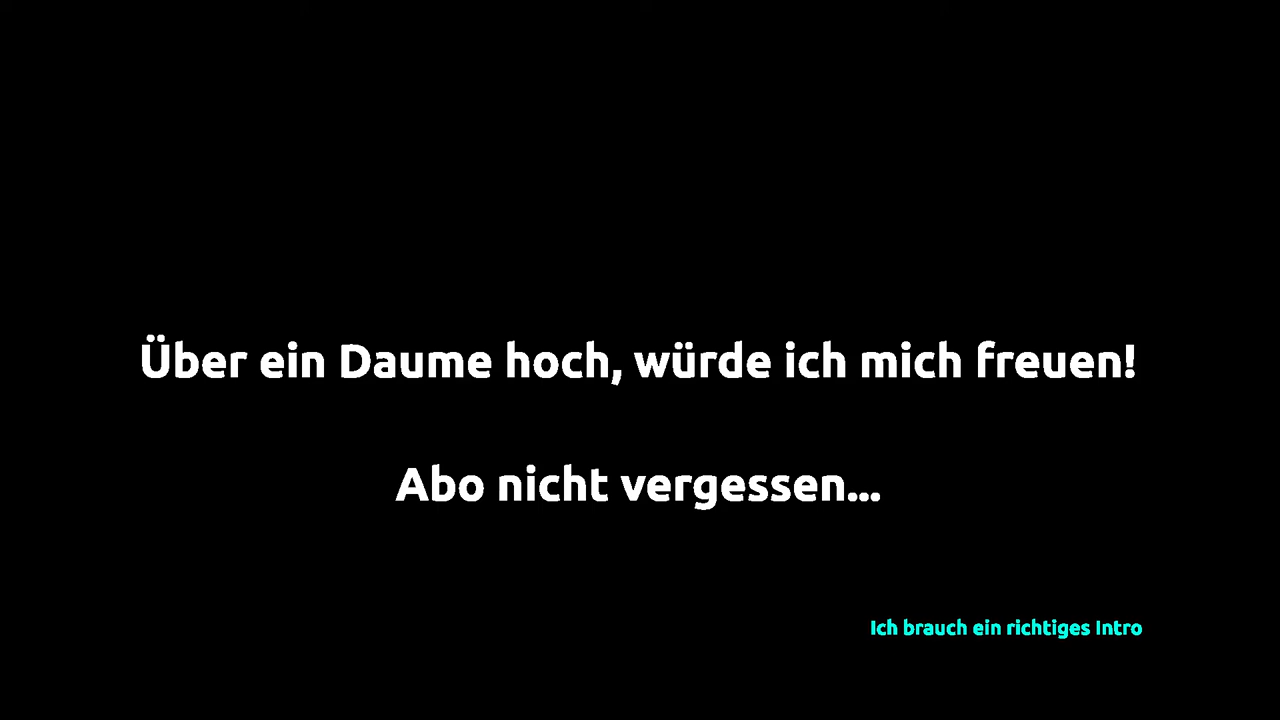 Über ein Daume hoch, würde ich mich freuen!
Abo nicht vergessen...
Ich brauch ein richtiges Intro